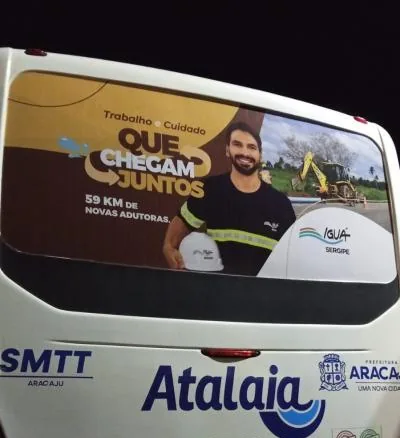 Trabalho e Cuidado
QUE
CHEGAM
JUNTOS
59 KM DE
NOVAS ADUTORAS.
IGUÁ
SERGIPE
SMTT
ARACAJU
Atalaia
PREFEITURA
ARACA
UMA NOVA CIDA